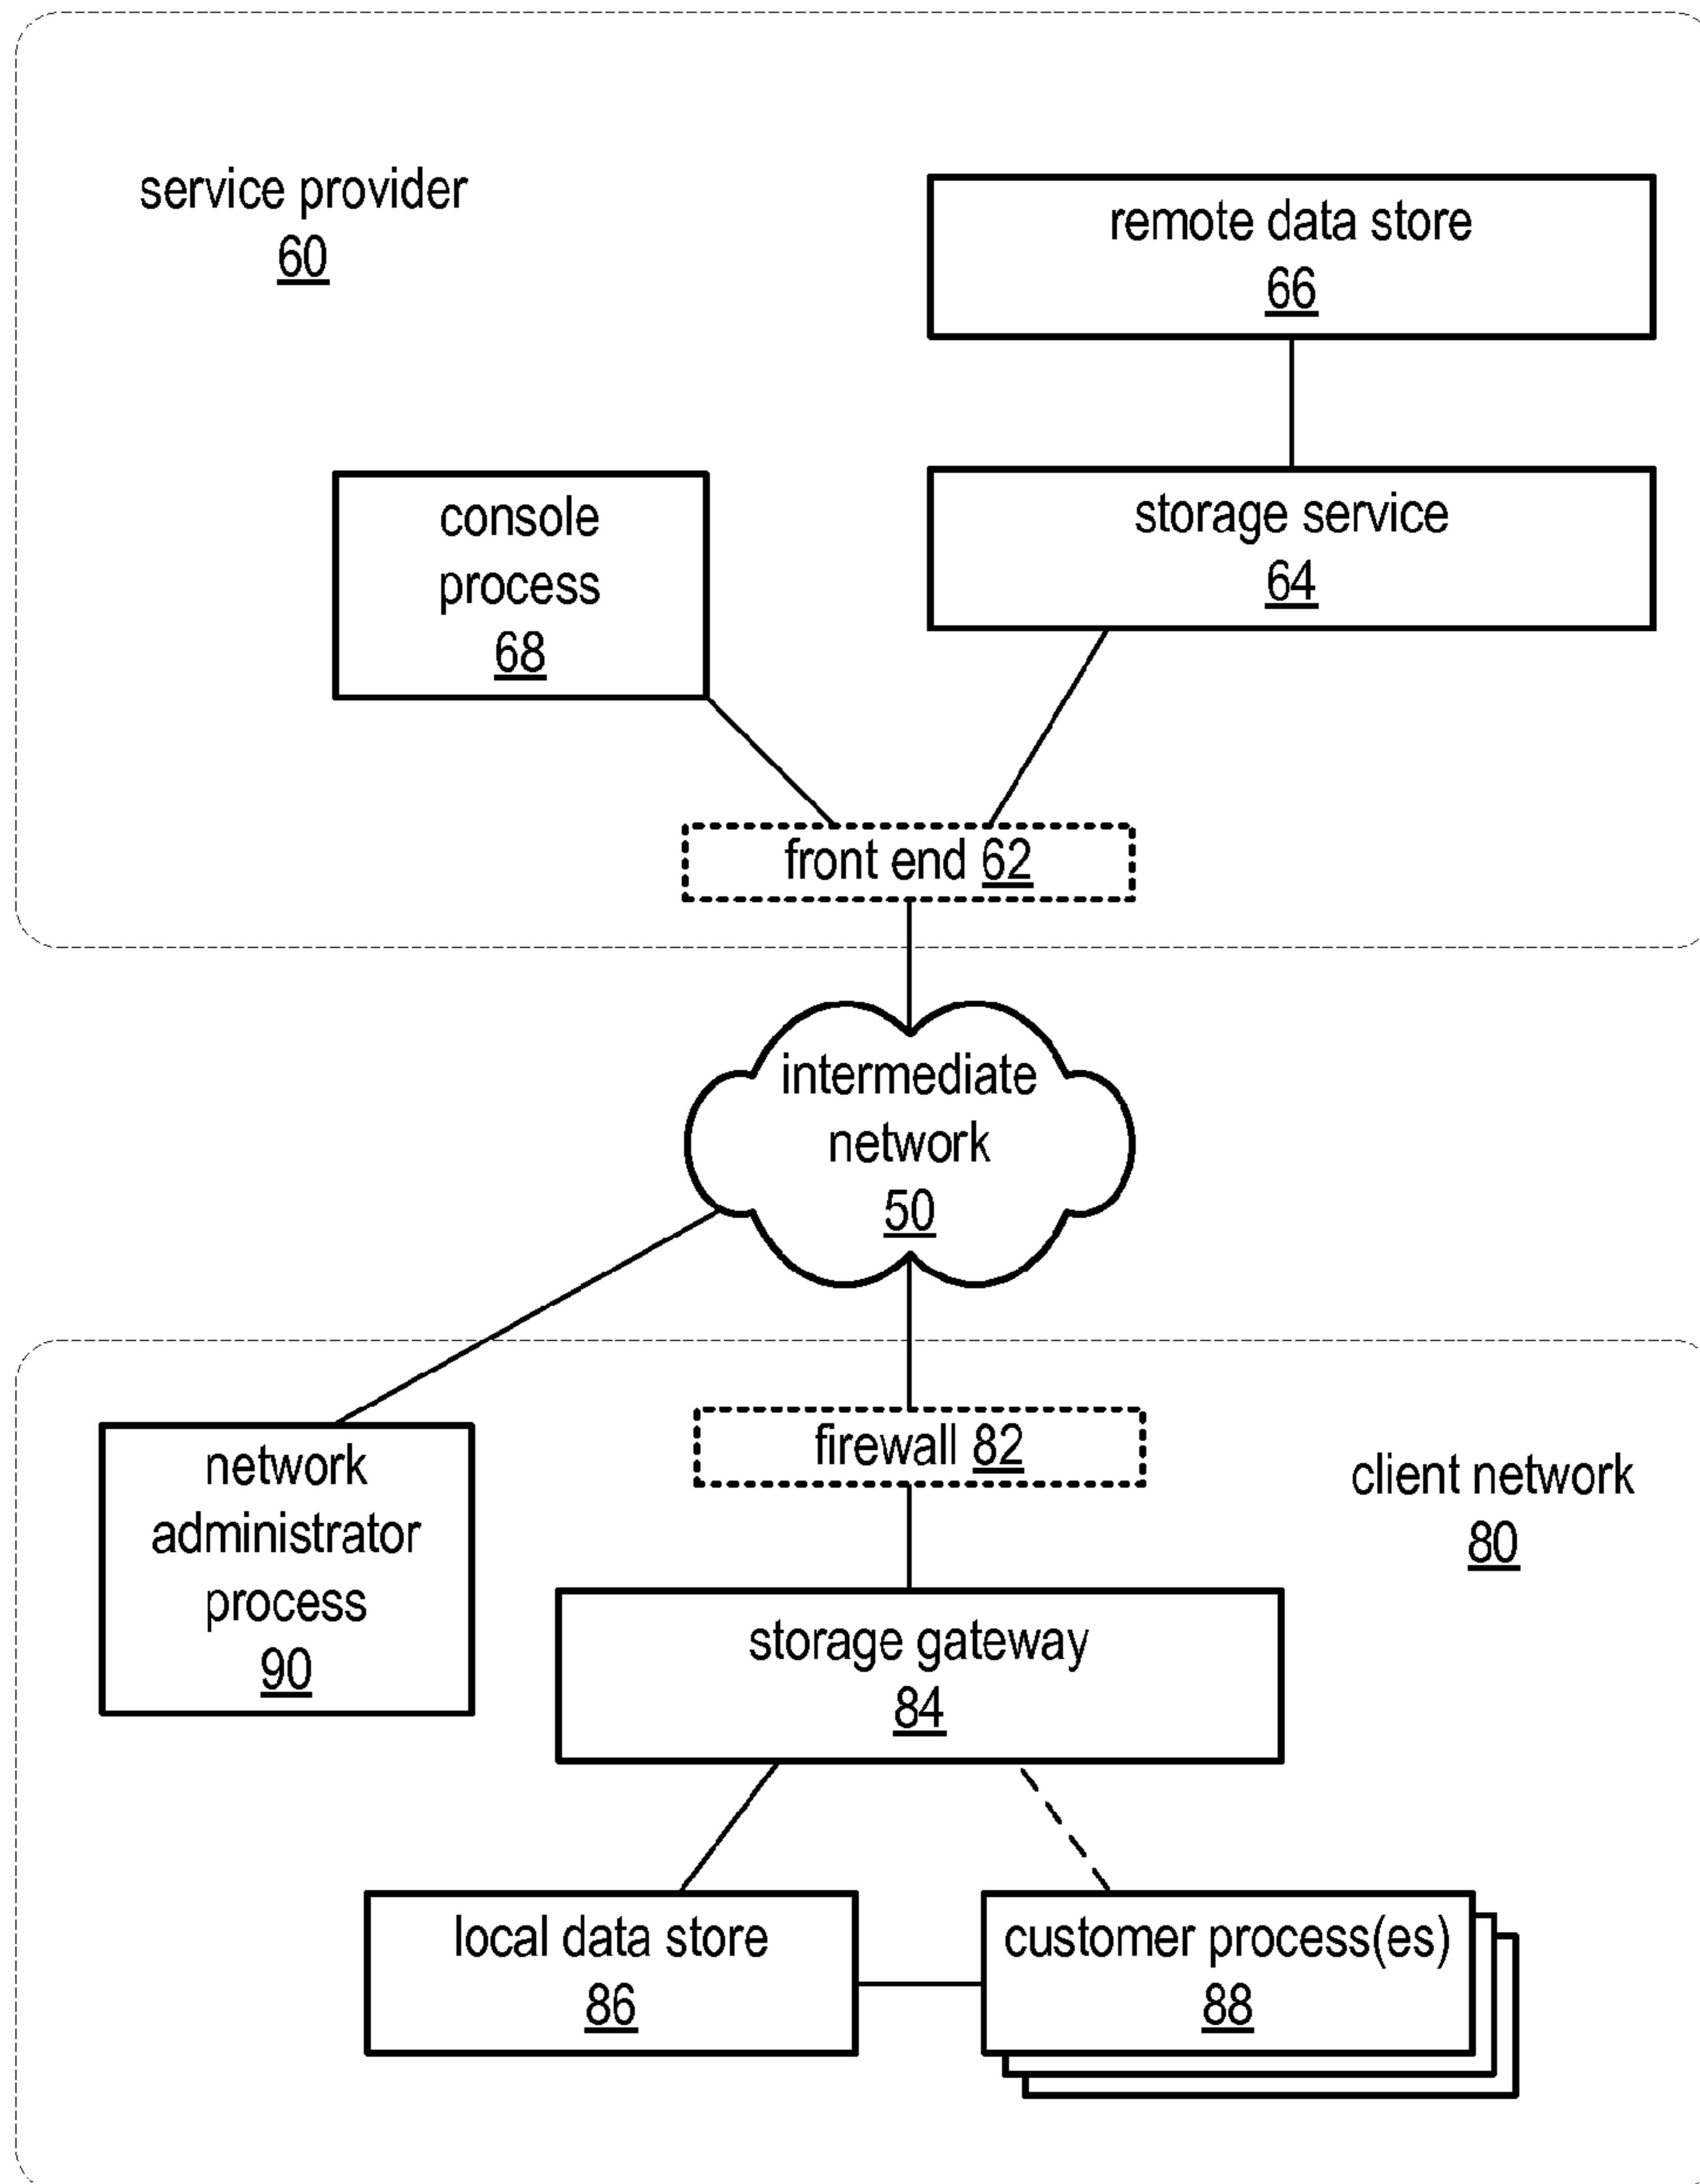 service provider
60
remote data store
66
console
process
68
storage service
64
front end 62
intermediate
network
50
network
administrator
process
90
firewall 82
client network
80
storage gateway
84
local data store
86
customer process(es)
88